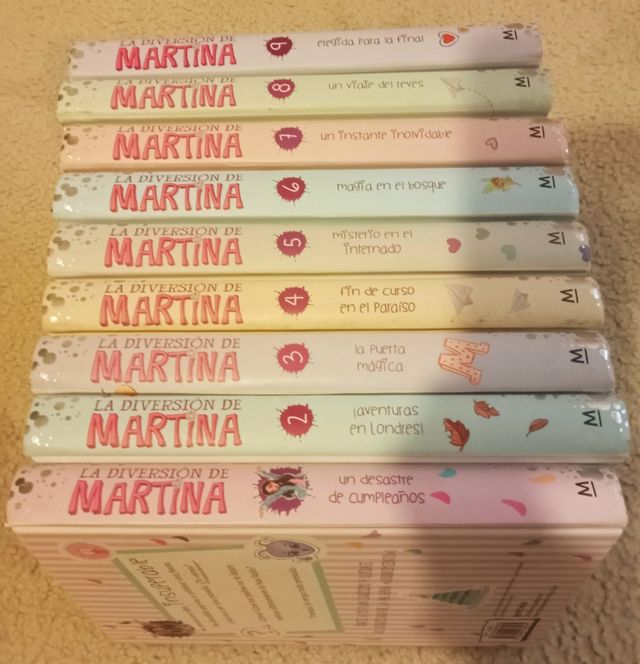 LA DIVERSIÓN DE
MARTINA
9
elegida para la final
M
LA DIVERSIÓN DE
MARTINA
8
un viaje del revés
M
LA DIVERSIÓN DE
MARTINA
7
un instante inolvidable
M
LA DIVERSIÓN DE
MARTINA
6
magia en el bosque
M
LA DIVERSIÓN DE
MARTINA
5
misterio en el
internado
M
LA DIVERSIÓN DE
MARTINA
4
fin de curso
en el paraíso
M
LA DIVERSIÓN DE
MARTINA
3
la puerta
mágica
M
M
LA DIVERSIÓN DE
MARTINA
2
¡aventuras
en Londres!
M
LA DIVERSIÓN DE
MARTINA
un desastre
de cumpleaños
M